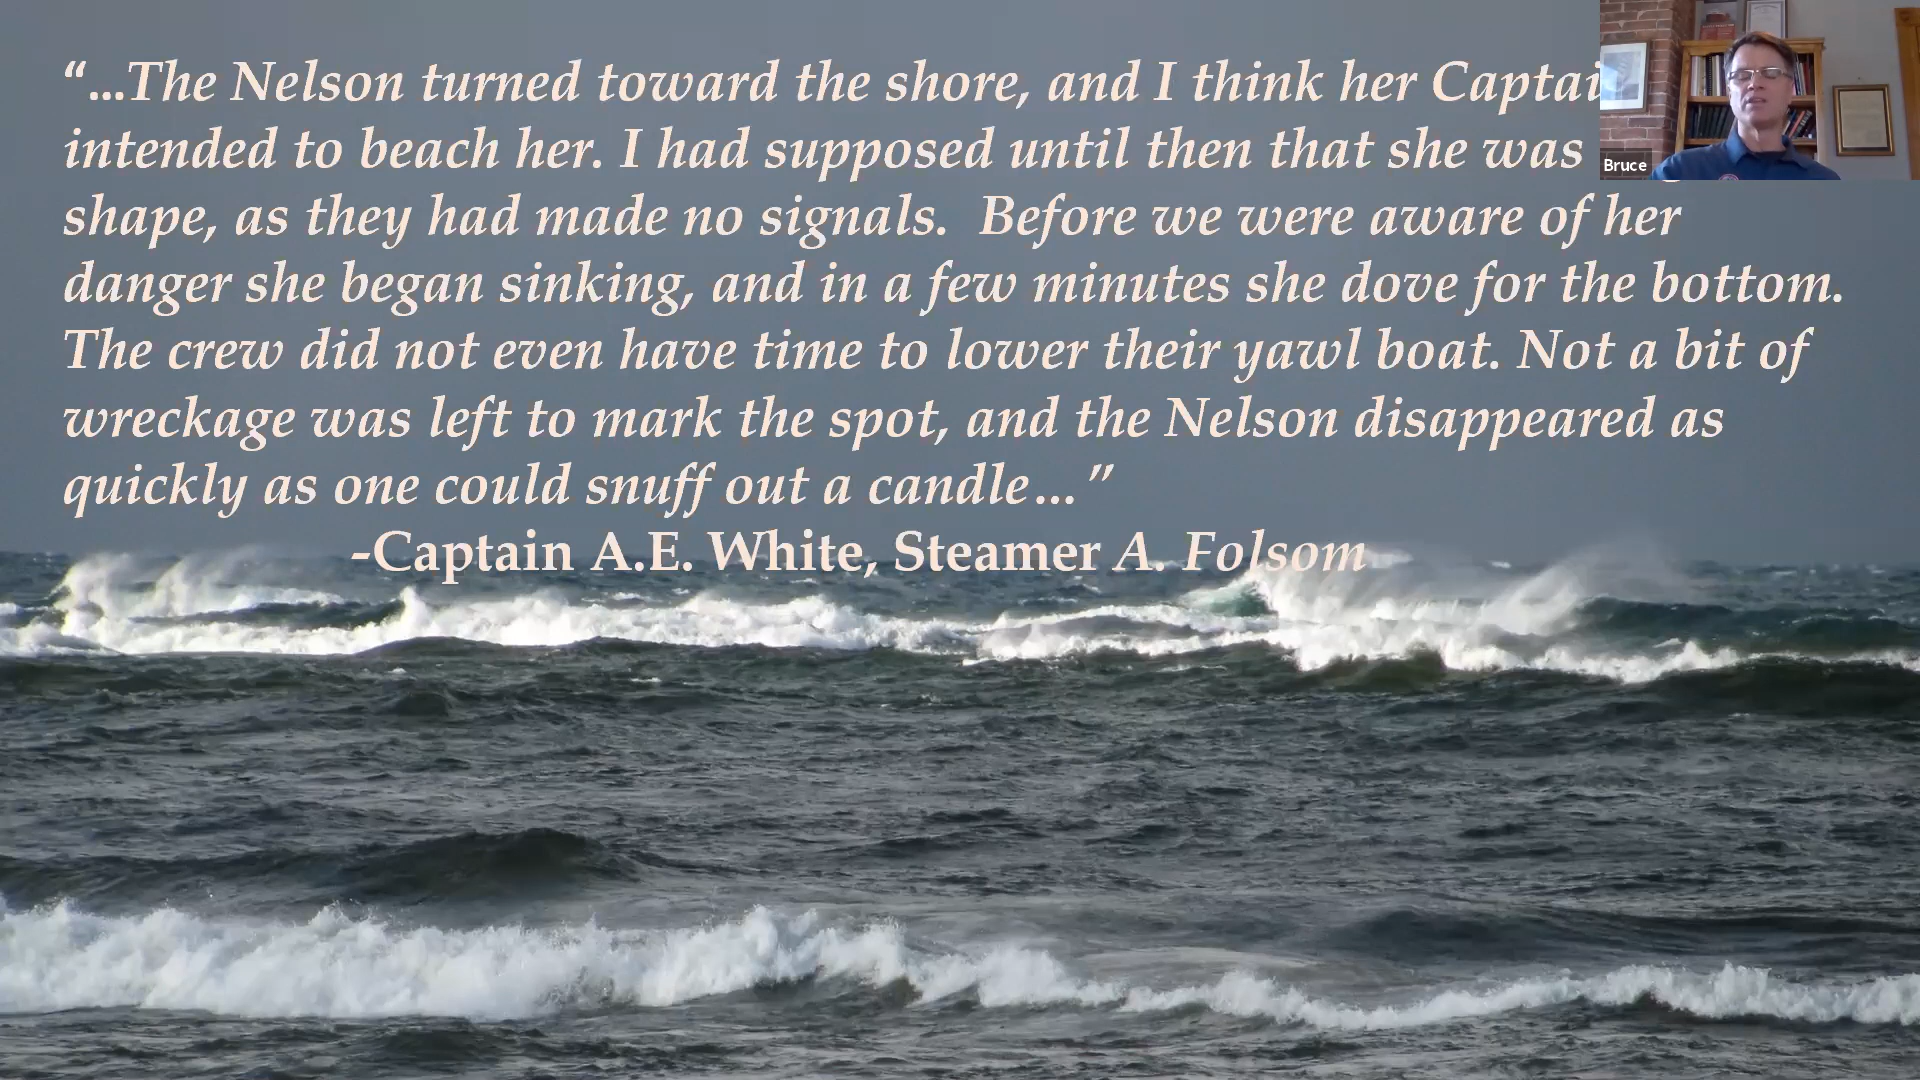 “...The Nelson turned toward the shore, and I think her Captai
intended to beach her. I had supposed until then that she was
shape, as they had made no signals.  Before we were aware of her
danger she began sinking, and in a few minutes she dove for the bottom.
The crew did not even have time to lower their yawl boat. Not a bit of
wreckage was left to mark the spot, and the Nelson disappeared as
quickly as one could snuff out a candle…”
-Captain A.E. White, Steamer A. Folsom
Bruce